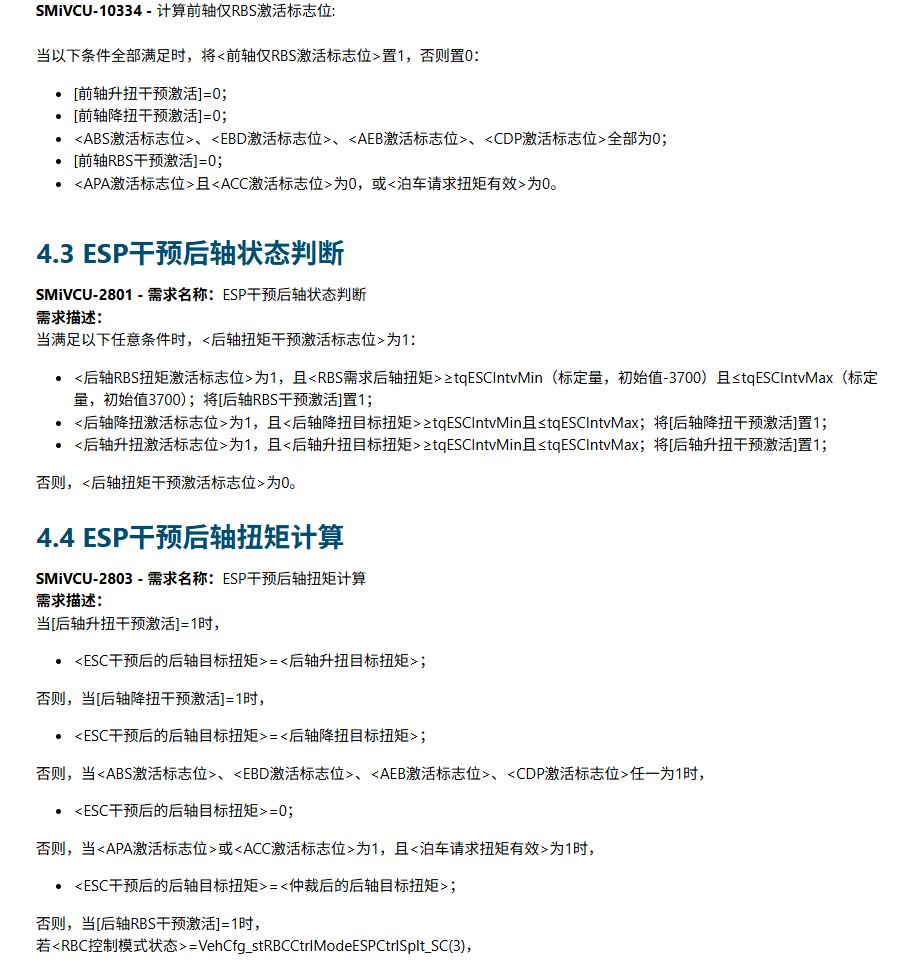 SMiVCU-10334 - 计算前轴仅RBS激活标志位:
当以下条件全部满足时，将<前轴仅RBS激活标志位>置1，否则置0：
• [前轴升扭干预激活]=0；
• [前轴降扭干预激活]=0；
• <ABS激活标志位>、<EBD激活标志位>、<AEB激活标志位>、<CDP激活标志位>全部为0；
• [前轴RBS干预激活]=0；
• <APA激活标志位>且<ACC激活标志位>为0，或<泊车请求扭矩有效>为0。
4.3 ESP干预后轴状态判断
SMiVCU-2801 - 需求名称：ESP干预后轴状态判断
需求描述：
当满足以下任意条件时，<后轴扭矩干预激活标志位>为1：
• <后轴RBS扭矩激活标志位>为1，且<RBS需求后轴扭矩>≥tqESCIntvMin（标定量，初始值-3700）且≤tqESCIntvMax（标定
量，初始值3700）；将[后轴RBS干预激活]置1；
• <后轴降扭激活标志位>为1，且<后轴降扭目标扭矩>≥tqESCIntvMin且≤tqESCIntvMax；将[后轴降扭干预激活]置1；
• <后轴升扭激活标志位>为1，且<后轴升扭目标扭矩>≥tqESCIntvMin且≤tqESCIntvMax；将[后轴升扭干预激活]置1；
否则，<后轴扭矩干预激活标志位>为0。
4.4 ESP干预后轴扭矩计算
SMiVCU-2803 - 需求名称：ESP干预后轴扭矩计算
需求描述：
当[后轴升扭干预激活]=1时，
• <ESC干预后的后轴目标扭矩>=<后轴升扭目标扭矩>；
否则，当[后轴降扭干预激活]=1时，
• <ESC干预后的后轴目标扭矩>=<后轴降扭目标扭矩>；
否则，当<ABS激活标志位>、<EBD激活标志位>、<AEB激活标志位>、<CDP激活标志位>任一为1时，
• <ESC干预后的后轴目标扭矩>=0；
否则，当<APA激活标志位>或<ACC激活标志位>为1，且<泊车请求扭矩有效>为1时，
• <ESC干预后的后轴目标扭矩>=<仲裁后的后轴目标扭矩>；
否则，当[后轴RBS干预激活]=1时，
若<RBC控制模式状态>=VehCfg_stRBCCtrlModeESPCtrlSplt_SC(3)，